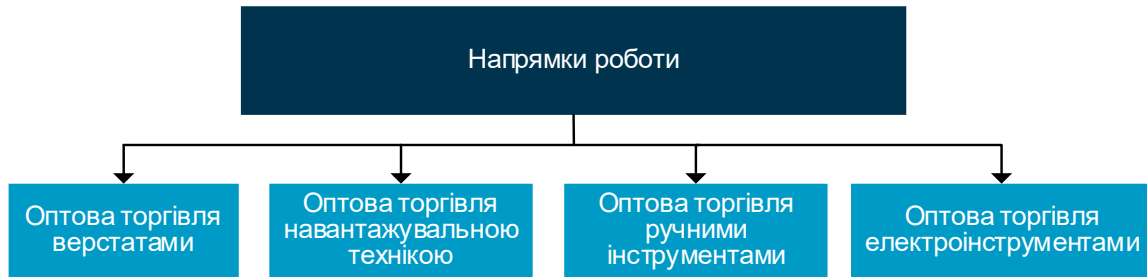 Напрямки роботи
Оптова торгівля
верстатами
Оптова торгівля
навантажувальною
технікою
Оптова торгівля
ручними
інструментами
Оптова торгівля
електроінструментами